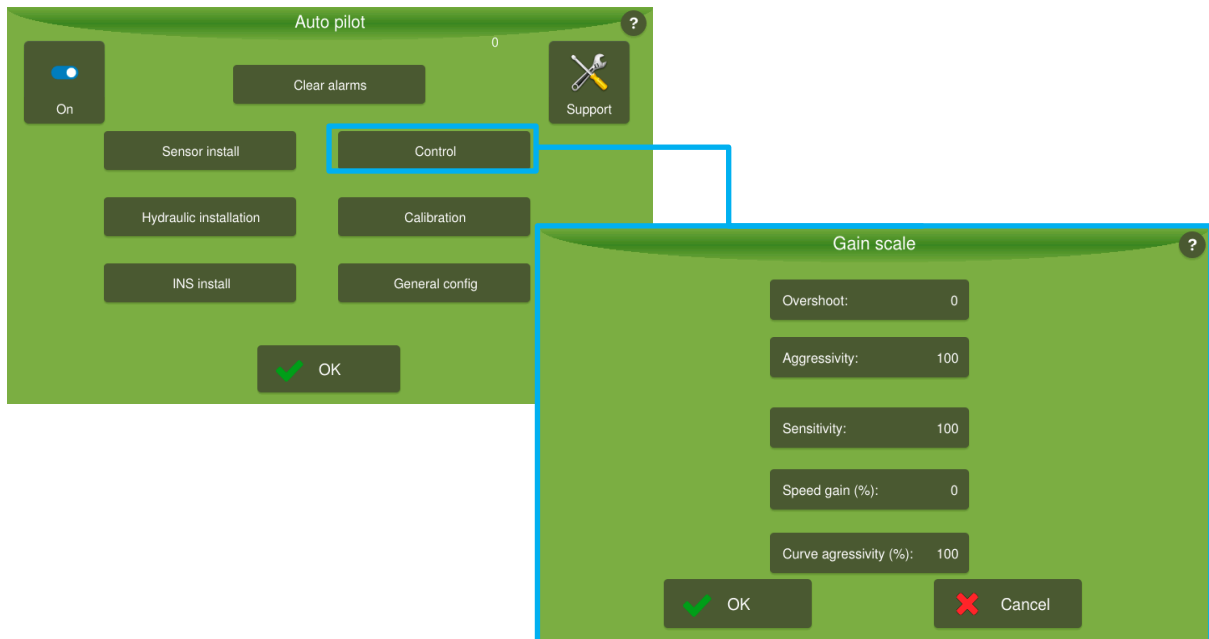 Auto pilot
?
0
On
Clear alarms
Support
Sensor install
Control
Hydraulic installation
Calibration
INS install
General config
OK
Gain scale
?
Overshoot: 0
Aggressivity: 100
Sensitivity: 100
Speed gain (%): 0
Curve agressivity (%): 100
OK
Cancel